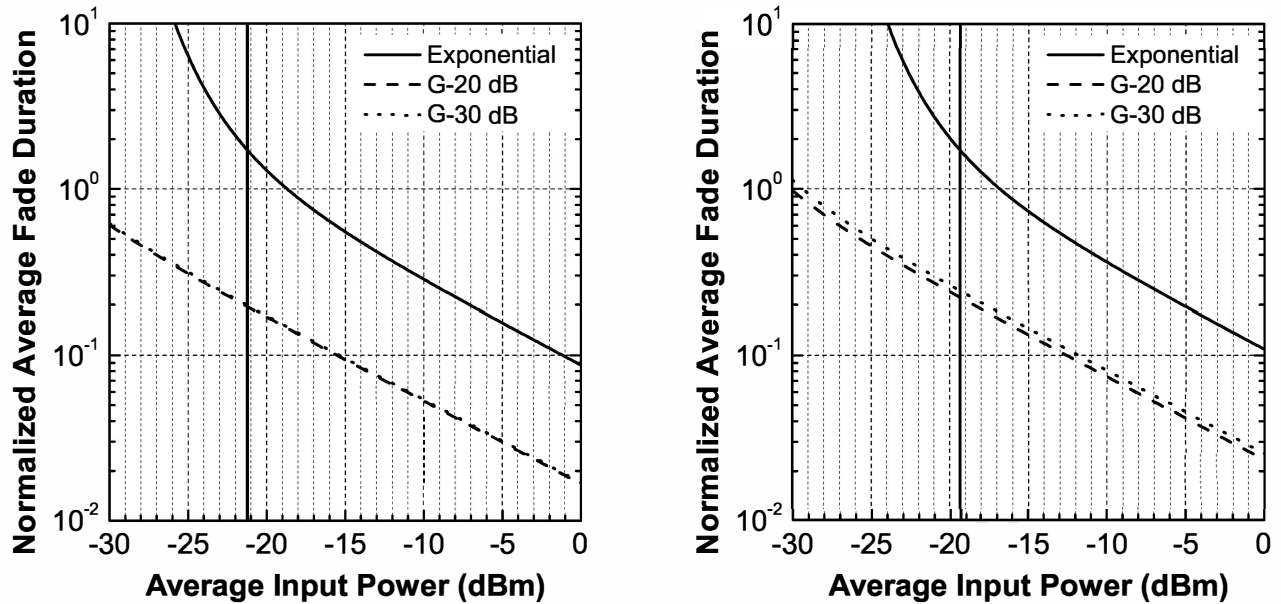 Normalized Average Fade Duration
10^1
10^0
10^-1
10^-2
Exponential
G-20 dB
G-30 dB
-30 -25 -20 -15 -10 -5 0
Average Input Power (dBm)
Normalized Average Fade Duration
10^1
10^0
10^-1
10^-2
Exponential
G-20 dB
G-30 dB
-30 -25 -20 -15 -10 -5 0
Average Input Power (dBm)